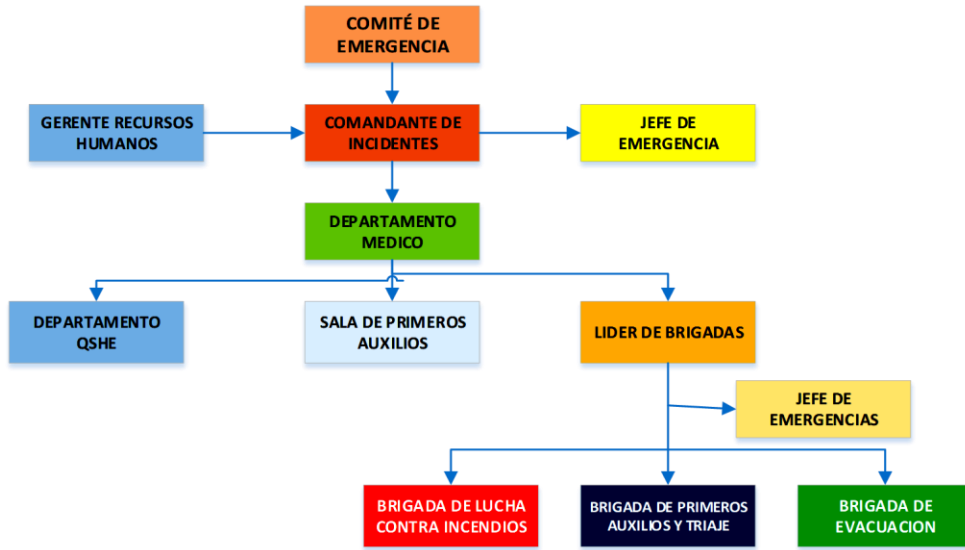 COMITÉ DE
EMERGENCIA
GERENTE RECURSOS
HUMANOS
COMANDANTE DE
INCIDENTES
JEFE DE
EMERGENCIA
DEPARTAMENTO
MEDICO
DEPARTAMENTO
QSHE
SALA DE PRIMEROS
AUXILIOS
LIDER DE BRIGADAS
JEFE DE
EMERGENCIAS
BRIGADA DE LUCHA
CONTRA INCENDIOS
BRIGADA DE PRIMEROS
AUXILIOS Y TRIAJE
BRIGADA DE
EVACUACION